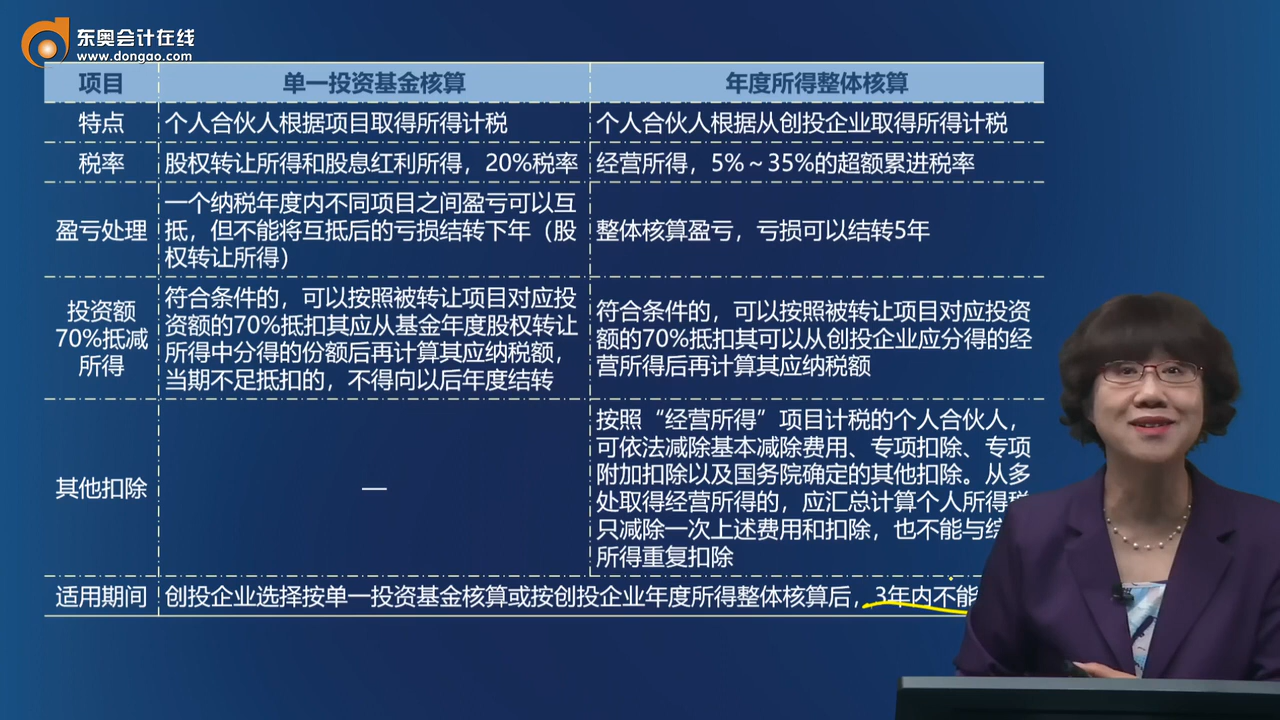 东奥会计在线
www.dongao.com
项目
单一投资基金核算
年度所得整体核算
特点
个人合伙人根据项目取得所得计税
个人合伙人根据从创投企业取得所得计税
税率
股权转让所得和股息红利所得，20%税率
经营所得，5%～35%的超额累进税率
盈亏处理
一个纳税年度内不同项目之间盈亏可以互
抵，但不能将互抵后的亏损结转下年（股
权转让所得）
整体核算盈亏，亏损可以结转5年
投资额
70%抵减
所得
符合条件的，可以按照被转让项目对应投
资额的70%抵扣其应从基金年度股权转让
所得中分得的份额后再计算其应纳税额，
当期不足抵扣的，不得向以后年度结转
符合条件的，可以按照被转让项目对应投资
额的70%抵扣其可以从创投企业应分得的经
营所得后再计算其应纳税额
其他扣除
—
按照“经营所得”项目计税的个人合伙人，
可依法减除基本减除费用、专项扣除、专项
附加扣除以及国务院确定的其他扣除。从多
处取得经营所得的，应汇总计算个人所得税
只减除一次上述费用和扣除，也不能与综
所得重复扣除
适用期间
创投企业选择按单一投资基金核算或按创投企业年度所得整体核算后，3年内不能